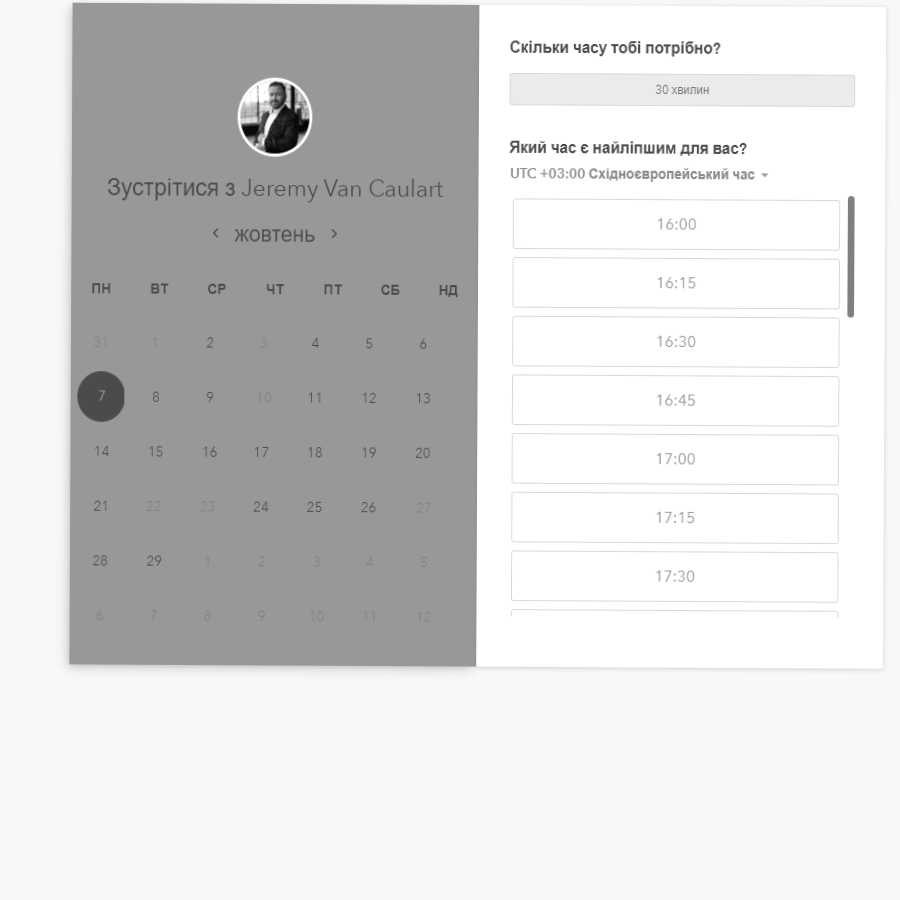 Зустрітися з Jeremy Van Caulart
жовтень
ПН ВТ СР ЧТ ПТ СБ НД
31 1 2 3 4 5 6
7 8 9 10 11 12 13
14 15 16 17 18 19 20
21 22 23 24 25 26 27
28 29 1 2 3 4 5
6 7 8 9 10 11 12
Скільки часу тобі потрібно?
30 хвилин
Який час є найліпшим для вас?
UTC +03:00 Східноєвропейський час
16:00
16:15
16:30
16:45
17:00
17:15
17:30